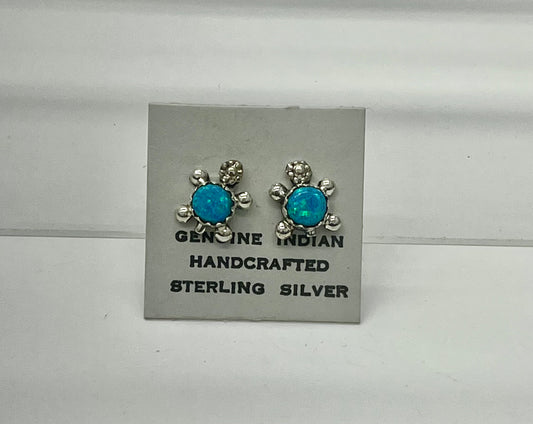 GENUINE INDIAN
HANDCRAFTED
STERLING SILVER